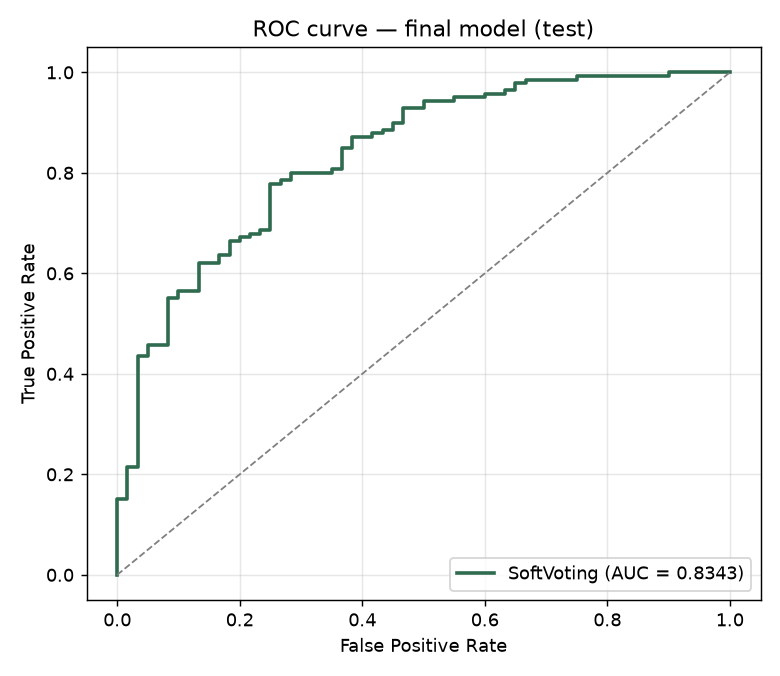 ROC curve — final model (test)
1.0
0.8
0.6
0.4
0.2
0.0
True Positive Rate
SoftVoting (AUC = 0.8343)
0.0 0.2 0.4 0.6 0.8 1.0
False Positive Rate